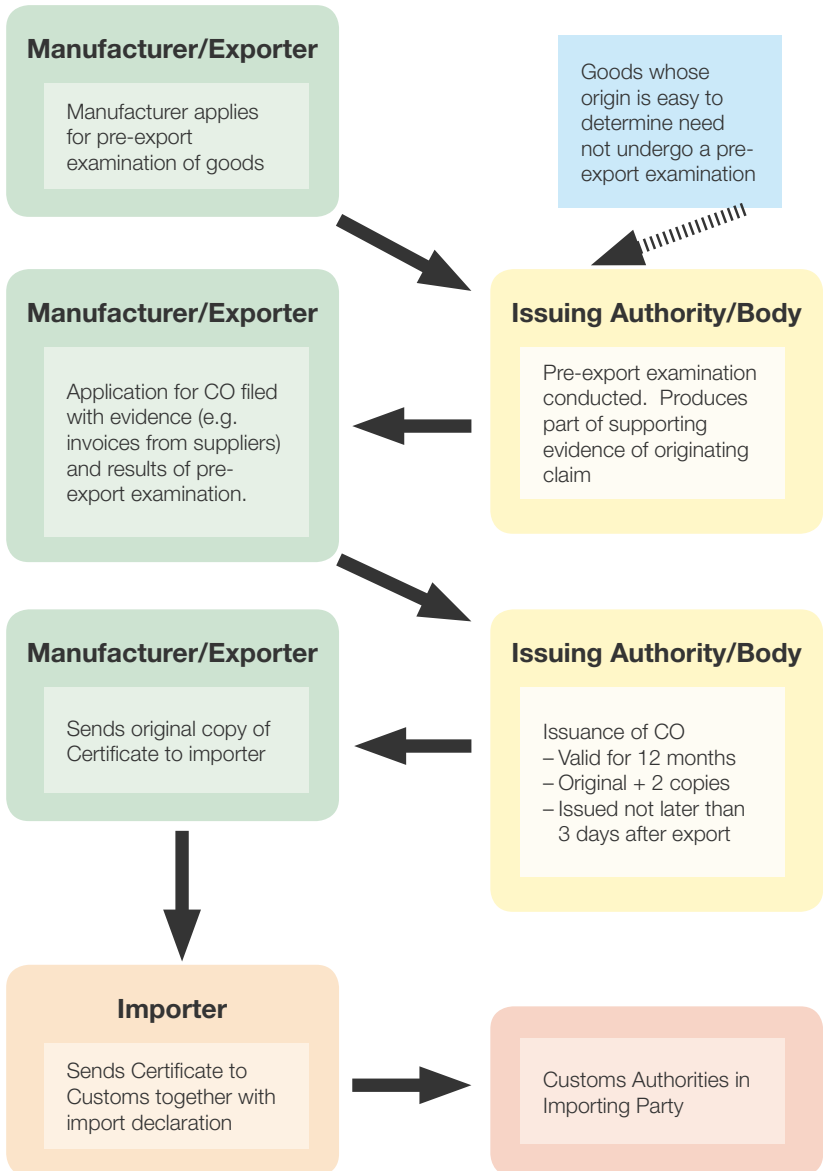 Manufacturer/Exporter
Manufacturer applies
for pre-export
examination of goods
Goods whose
origin is easy to
determine need
not undergo a pre-
export examination
Manufacturer/Exporter
Application for CO filed
with evidence (e.g.
invoices from suppliers)
and results of pre-
export examination.
Issuing Authority/Body
Pre-export examination
conducted.  Produces
part of supporting
evidence of originating
claim
Manufacturer/Exporter
Sends original copy of
Certificate to importer
Issuing Authority/Body
Issuance of CO
– Valid for 12 months
– Original + 2 copies
– Issued not later than
3 days after export
Importer
Sends Certificate to
Customs together with
import declaration
Customs Authorities in
Importing Party